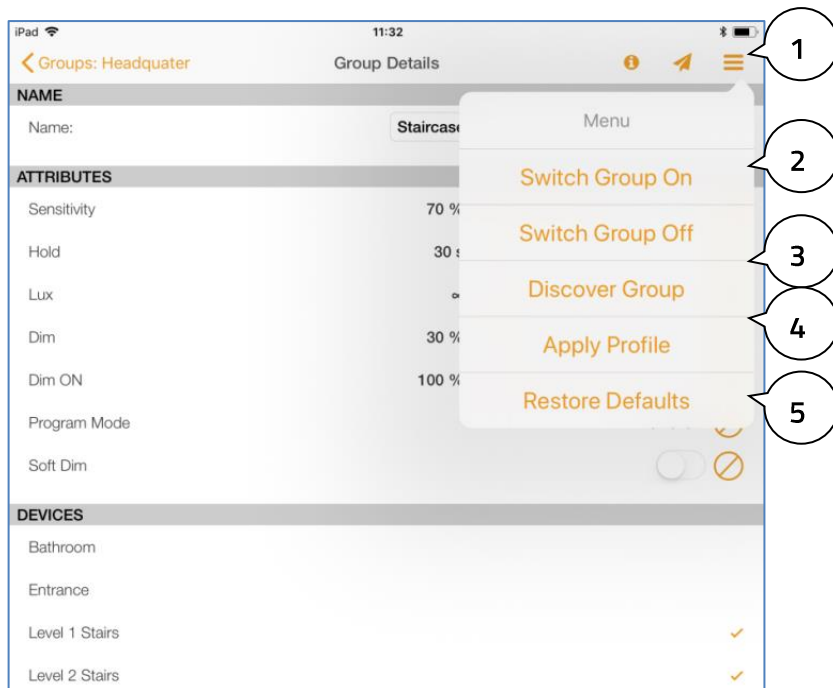 iPad 11:32
Groups: Headquater Group Details
1
NAME
Name: Staircase
Menu
2
Switch Group On
ATTRIBUTES
Sensitivity 70 %
Switch Group Off
3
Hold 30 s
Discover Group
Lux
4
Dim 30 %
Apply Profile
Dim ON 100 %
Restore Defaults
5
Program Mode
Soft Dim
DEVICES
Bathroom
Entrance
Level 1 Stairs
Level 2 Stairs